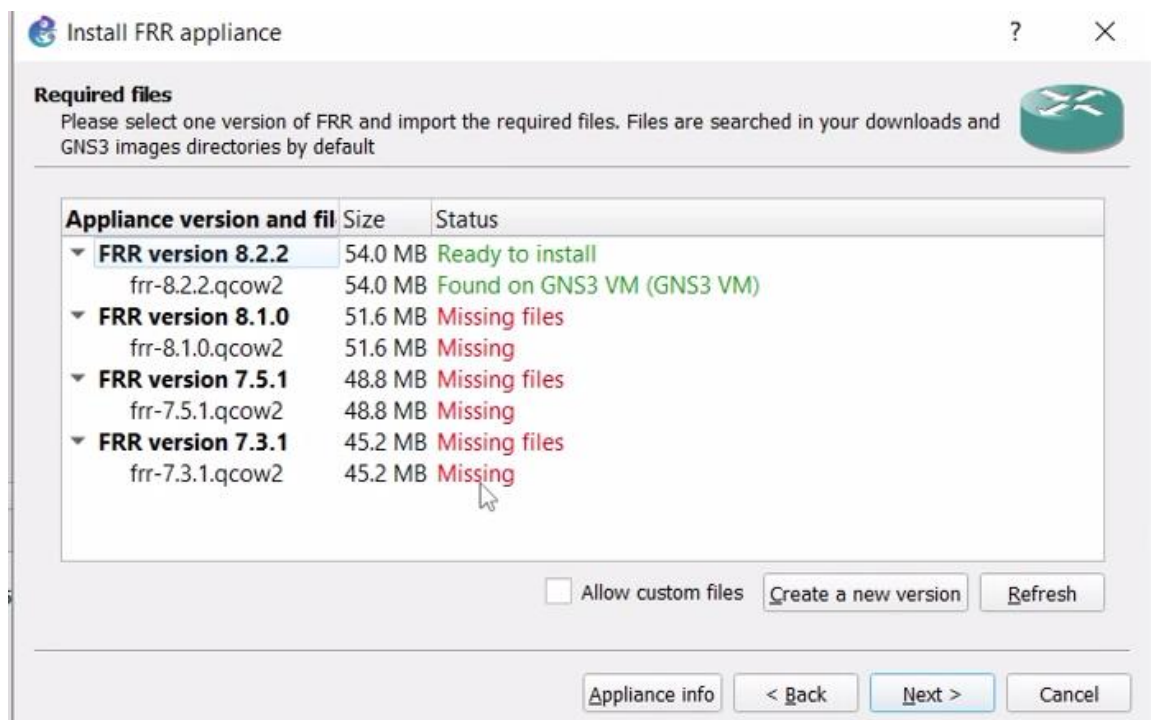 Install FRR appliance
?
Required files
Please select one version of FRR and import the required files. Files are searched in your downloads and
GNS3 images directories by default
Appliance version and fil Size Status
FRR version 8.2.2 54.0 MB Ready to install
frr-8.2.2.qcow2 54.0 MB Found on GNS3 VM (GNS3 VM)
FRR version 8.1.0 51.6 MB Missing files
frr-8.1.0.qcow2 51.6 MB Missing
FRR version 7.5.1 48.8 MB Missing files
frr-7.5.1.qcow2 48.8 MB Missing
FRR version 7.3.1 45.2 MB Missing files
frr-7.3.1.qcow2 45.2 MB Missing
Allow custom files Create a new version Refresh
Appliance info < Back Next > Cancel